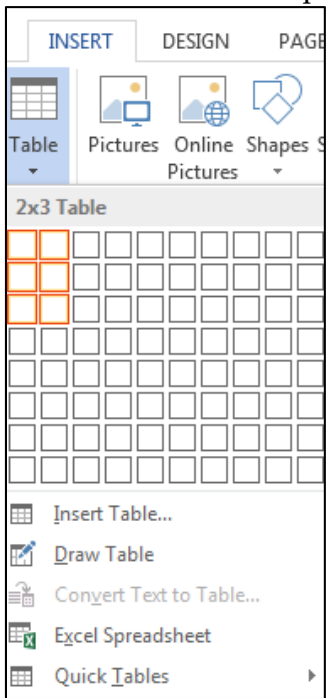 INSERT DESIGN PAGE
Table Pictures Online Shapes
Pictures
2x3 Table
Insert Table...
Draw Table
Convert Text to Table...
Excel Spreadsheet
Quick Tables